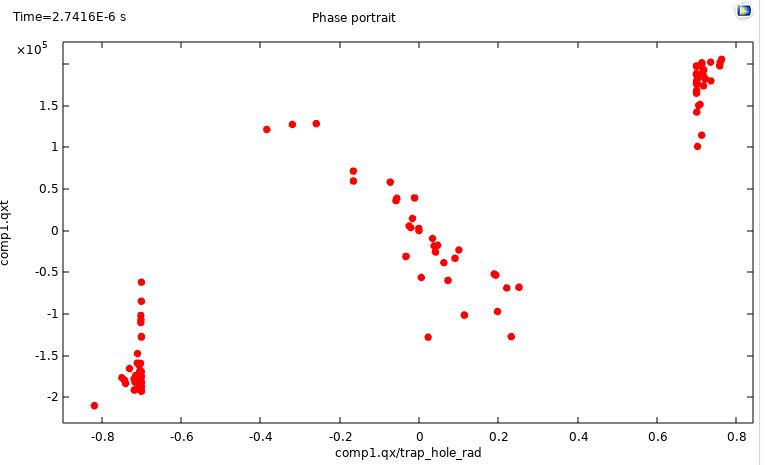 Time=2.7416E-6 s
Phase portrait
×10⁵
1.5
1
0.5
0
-0.5
-1
-1.5
-2
comp1.qxt
-0.8 -0.6 -0.4 -0.2 0 0.2 0.4 0.6 0.8
comp1.qx/trap_hole_rad